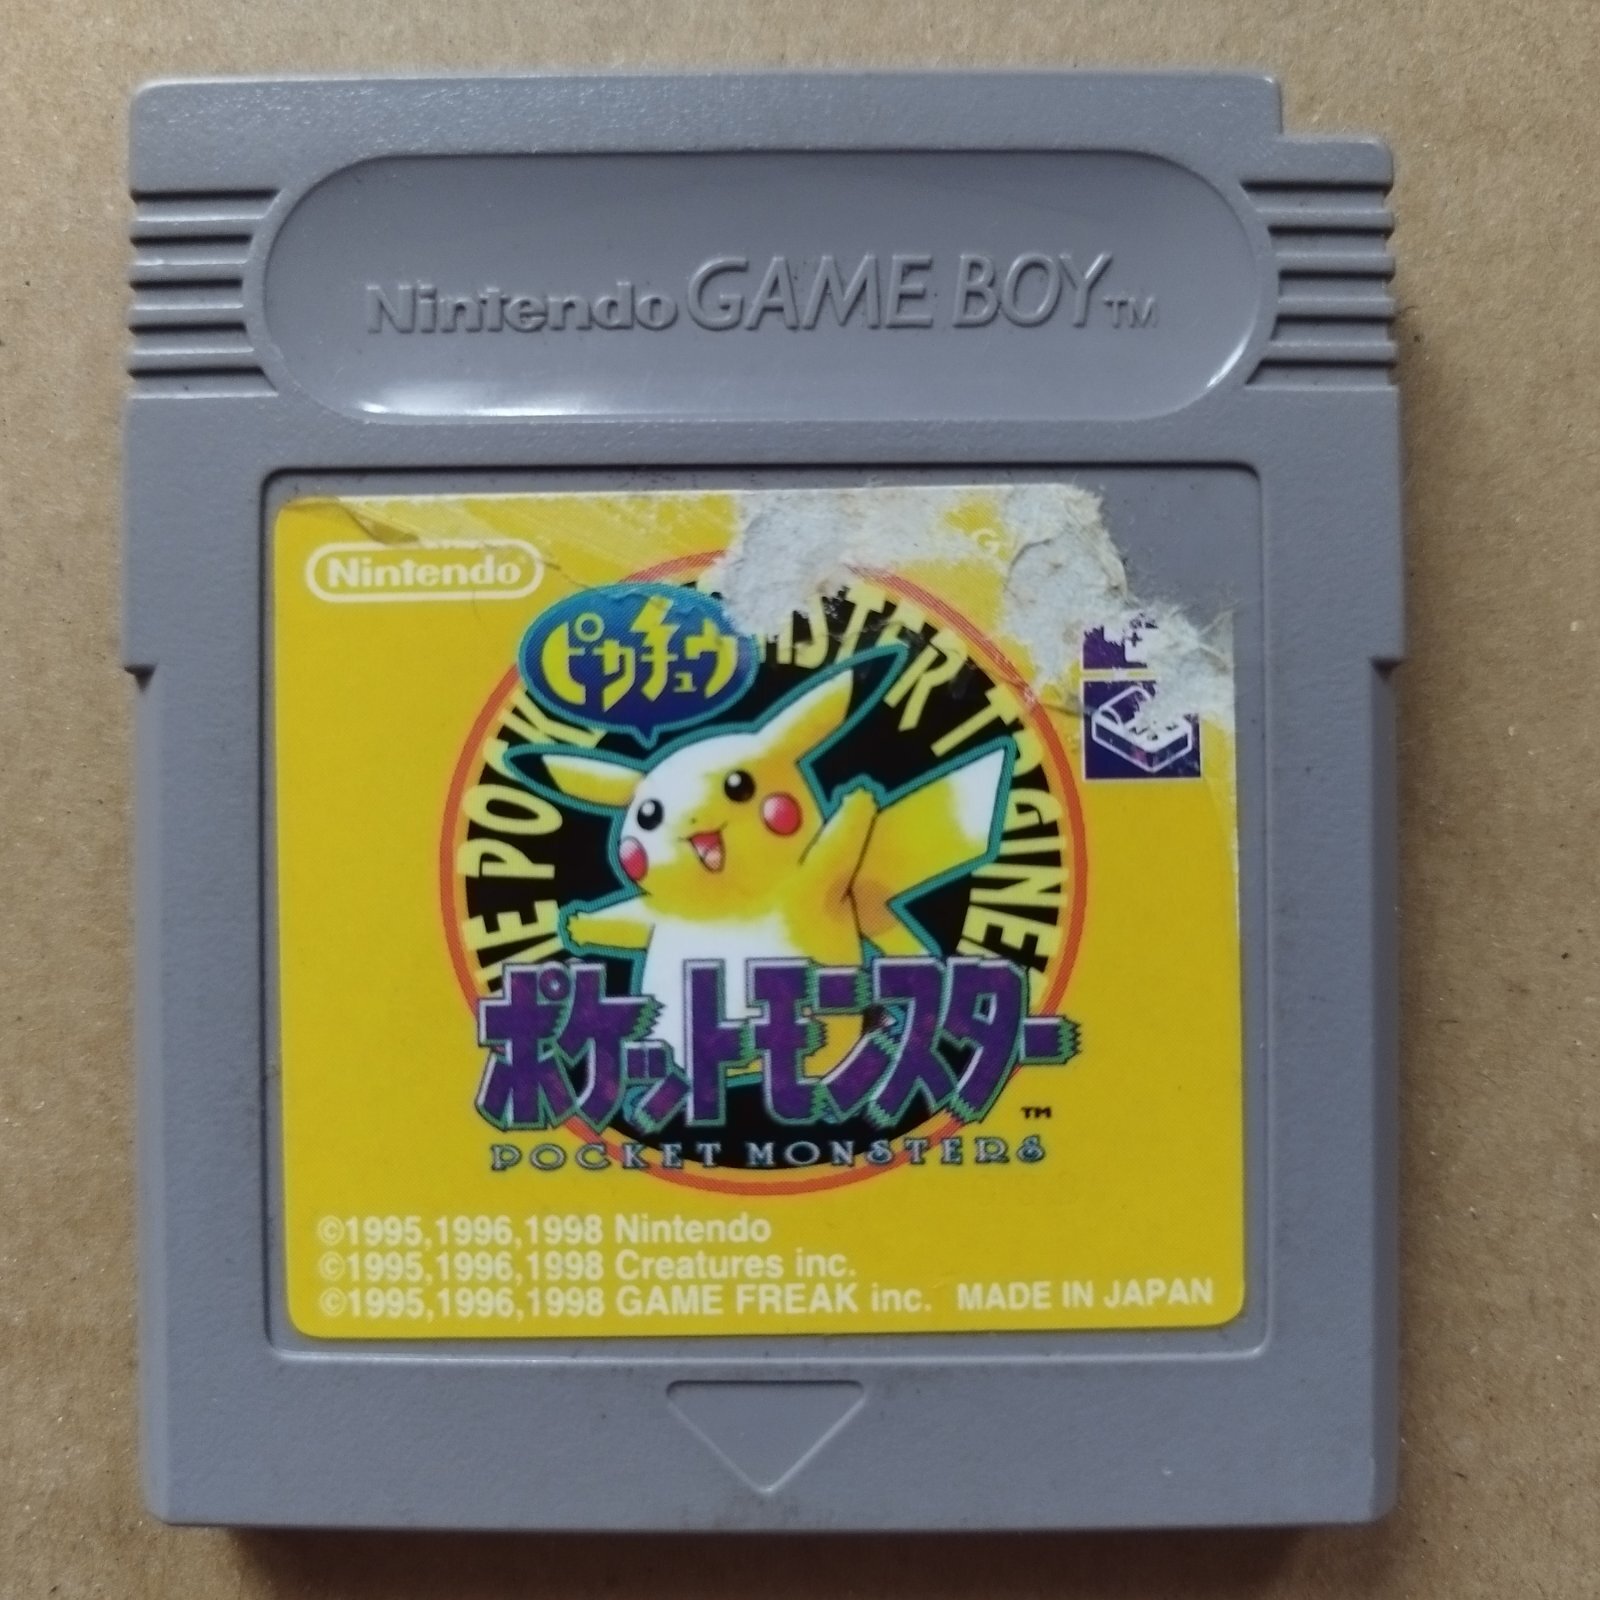 Nintendo GAME BOY TM
Nintendo
ピカチュウ
ポケットモンスター
TM
POCKET MONSTERS
©1995,1996,1998 Nintendo
©1995,1996,1998 Creatures inc.
©1995,1996,1998 GAME FREAK inc. MADE IN JAPAN